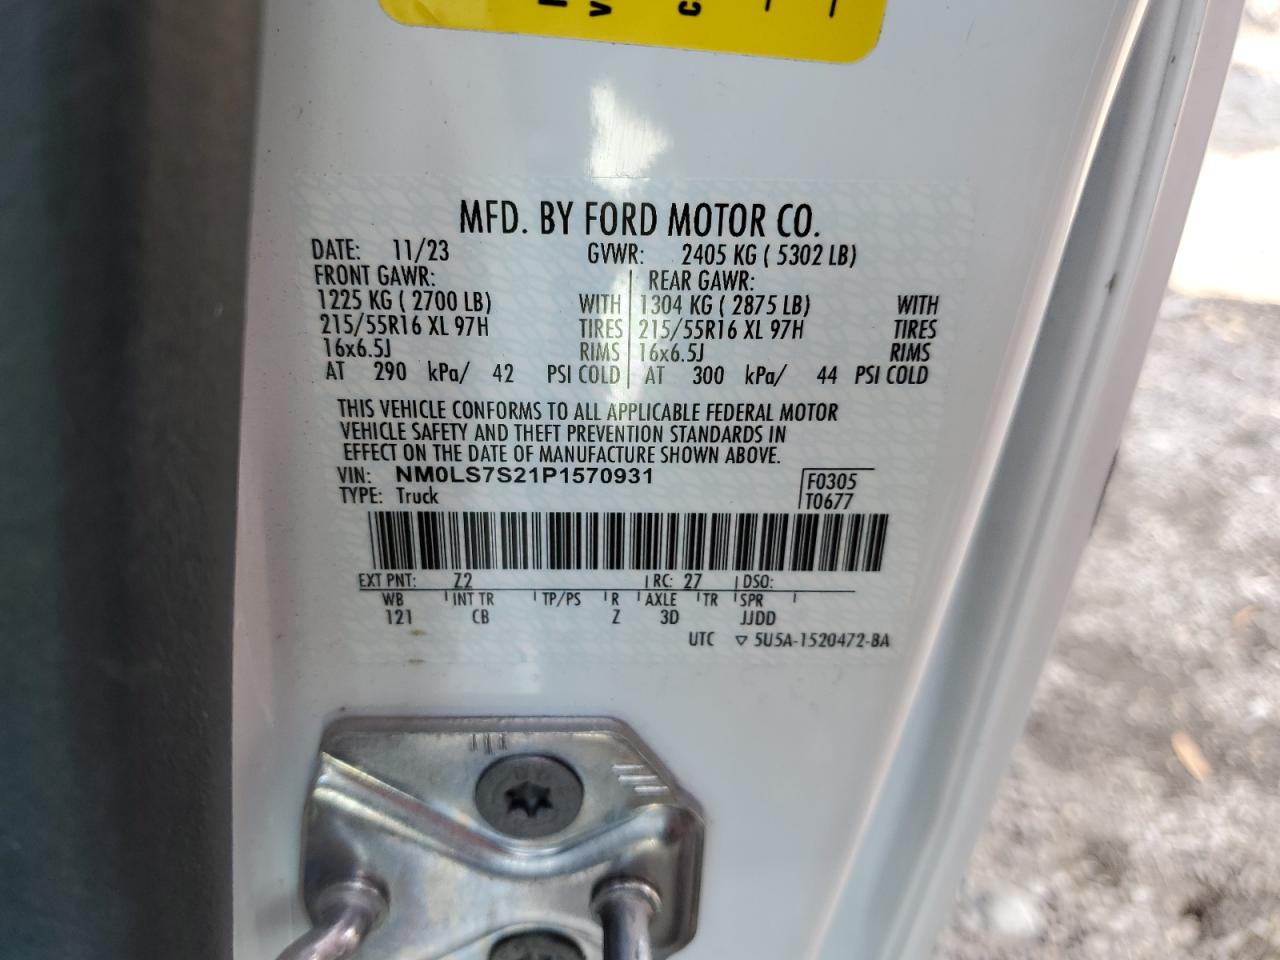 MFD. BY FORD MOTOR CO.
DATE: 11/23 GVWR: 2405 KG ( 5302 LB)
FRONT GAWR: REAR GAWR:
1225 KG ( 2700 LB) WITH 1304 KG ( 2875 LB) WITH
215/55R16 XL 97H TIRES 215/55R16 XL 97H TIRES
16x6.5J RIMS 16x6.5J RIMS
AT 290 kPa/ 42 PSI COLD AT 300 kPa/ 44 PSI COLD
THIS VEHICLE CONFORMS TO ALL APPLICABLE FEDERAL MOTOR
VEHICLE SAFETY AND THEFT PREVENTION STANDARDS IN
EFFECT ON THE DATE OF MANUFACTURE SHOWN ABOVE.
VIN: NM0LS7S21P1570931 F0305
TYPE: Truck T0677
EXT PNT: Z2 RC: 27 DSO:
WB INT TR TP/PS R AXLE TR SPR
121 CB Z 3D JJDD
UTC ▽ 5U5A-1520472-BA